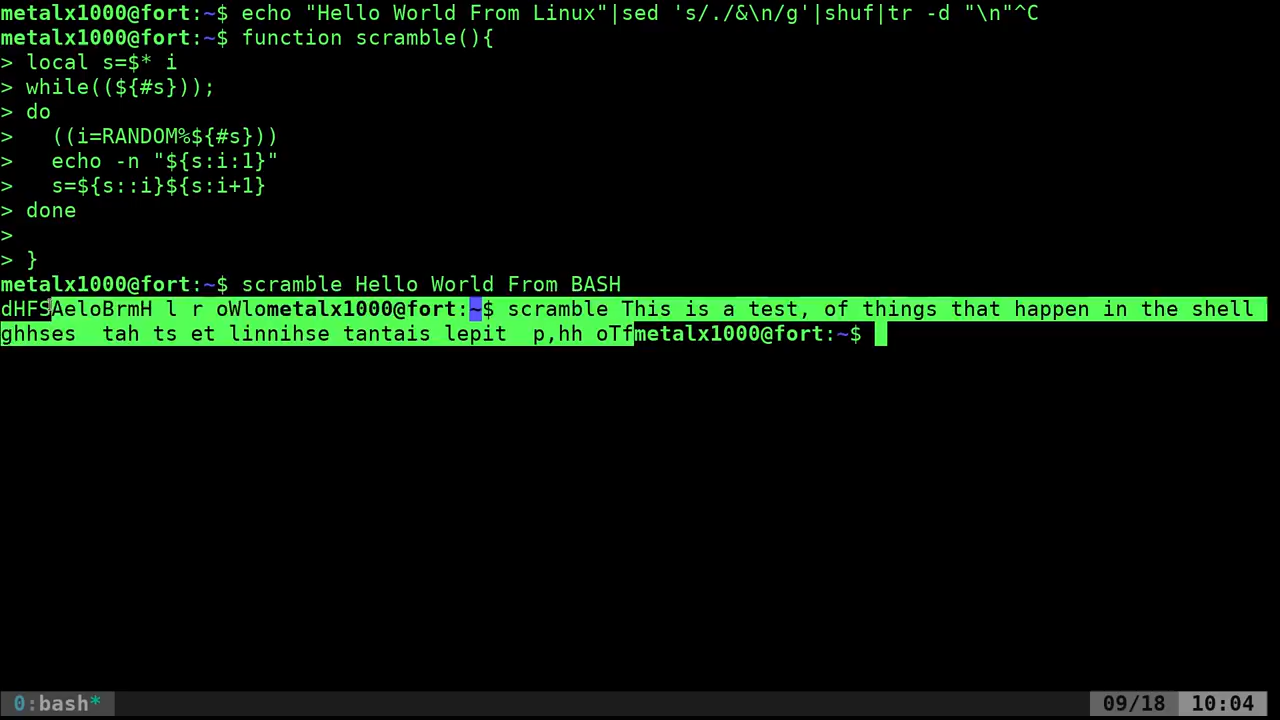 metalx1000@fort:~$ echo "Hello World From Linux"|sed 's/./&\n/g'|shuf|tr -d "\n"^C
metalx1000@fort:~$ function scramble(){
> local s=$* i
> while((${#s}));
> do
>   ((i=RANDOM%${#s}))
>   echo -n "${s:i:1}"
>   s=${s::i}${s:i+1}
> done
>
> }
metalx1000@fort:~$ scramble Hello World From BASH
dHFSAeloBrmH l r oWlometalx1000@fort:~$ scramble This is a test, of things that happen in the shell
ghhses  tah ts et linnihse tantais lepit  p,hh oTfmetalx1000@fort:~$
0:bash* 09/18 10:04